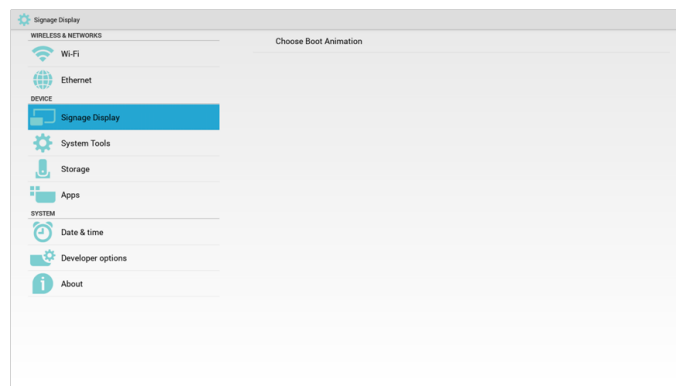 Signage Display
WIRELESS & NETWORKS
Wi-Fi
Ethernet
DEVICE
Signage Display
System Tools
Storage
Apps
SYSTEM
Date & time
Developer options
About
Choose Boot Animation